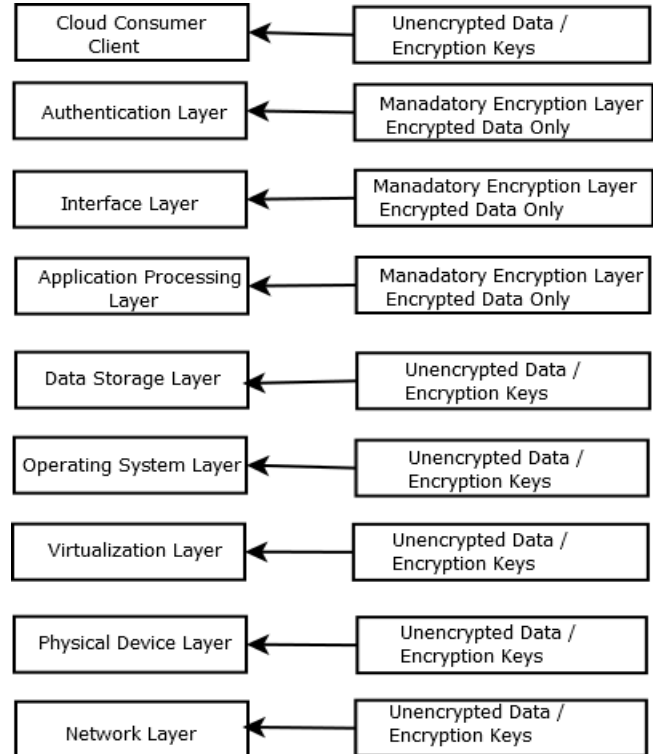 Cloud Consumer
Client
Unencrypted Data /
Encryption Keys
Authentication Layer
Manadatory Encryption Layer
Encrypted Data Only
Interface Layer
Manadatory Encryption Layer
Encrypted Data Only
Application Processing
Layer
Manadatory Encryption Layer
Encrypted Data Only
Data Storage Layer
Unencrypted Data /
Encryption Keys
Operating System Layer
Unencrypted Data /
Encryption Keys
Virtualization Layer
Unencrypted Data /
Encryption Keys
Physical Device Layer
Unencrypted Data /
Encryption Keys
Network Layer
Unencrypted Data /
Encryption Keys